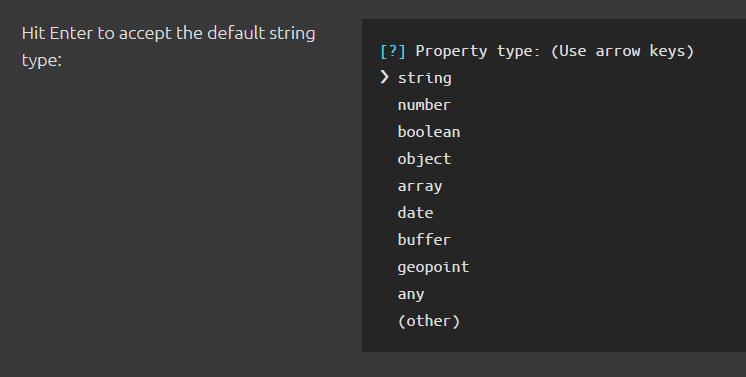 Hit Enter to accept the default string
type:
[?] Property type: (Use arrow keys)
❯ string
number
boolean
object
array
date
buffer
geopoint
any
(other)